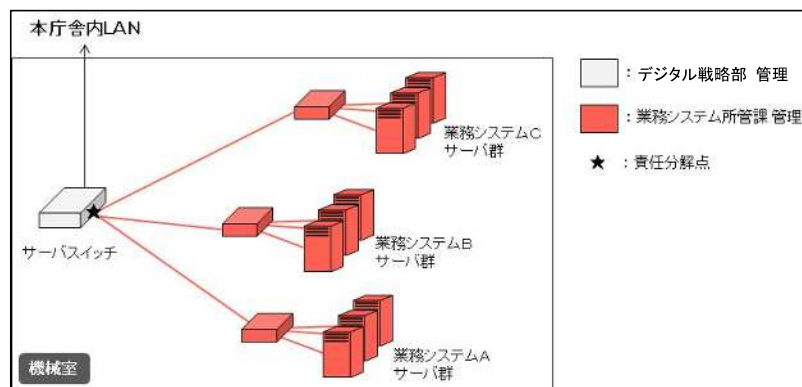 本庁舎内LAN
：デジタル戦略部 管理
：業務システム所管課 管理
★ ：責任分解点
業務システムC
サーバ群
サーバスイッチ
業務システムB
サーバ群
業務システムA
サーバ群
機械室